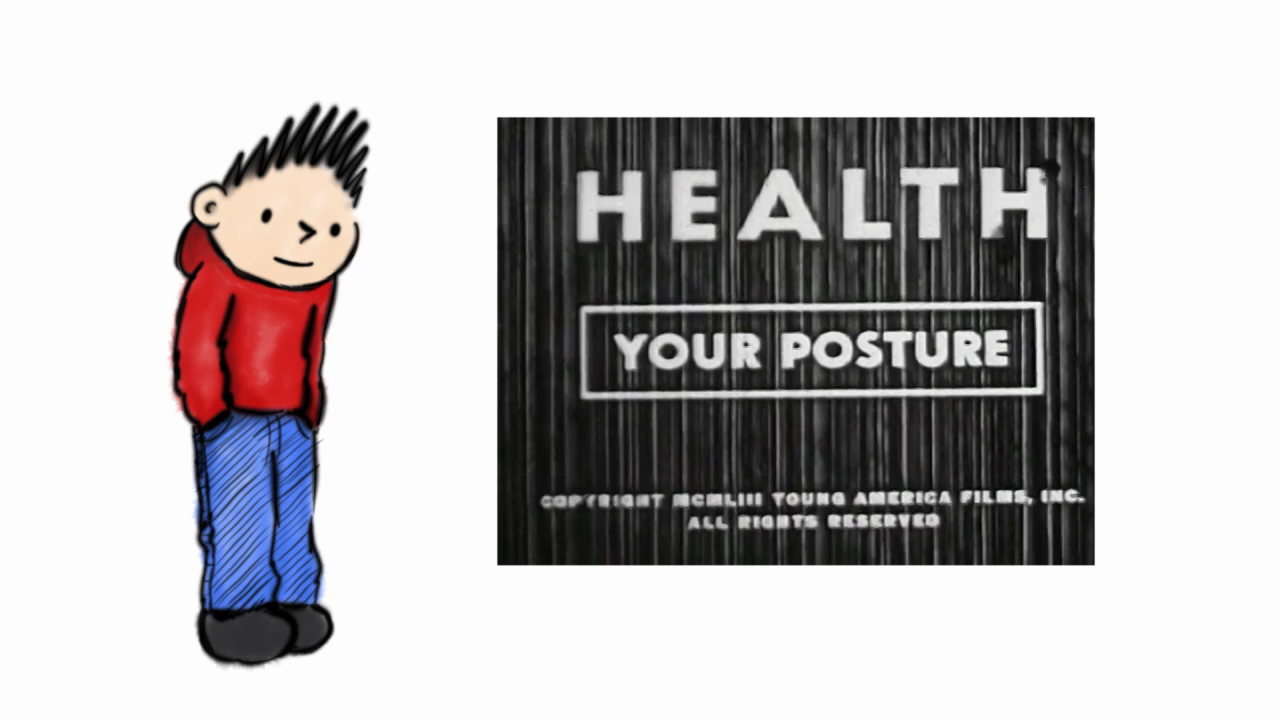 HEALTH
YOUR POSTURE
COPYRIGHT MCMLIII YOUNG AMERICA FILMS, INC.
ALL RIGHTS RESERVED